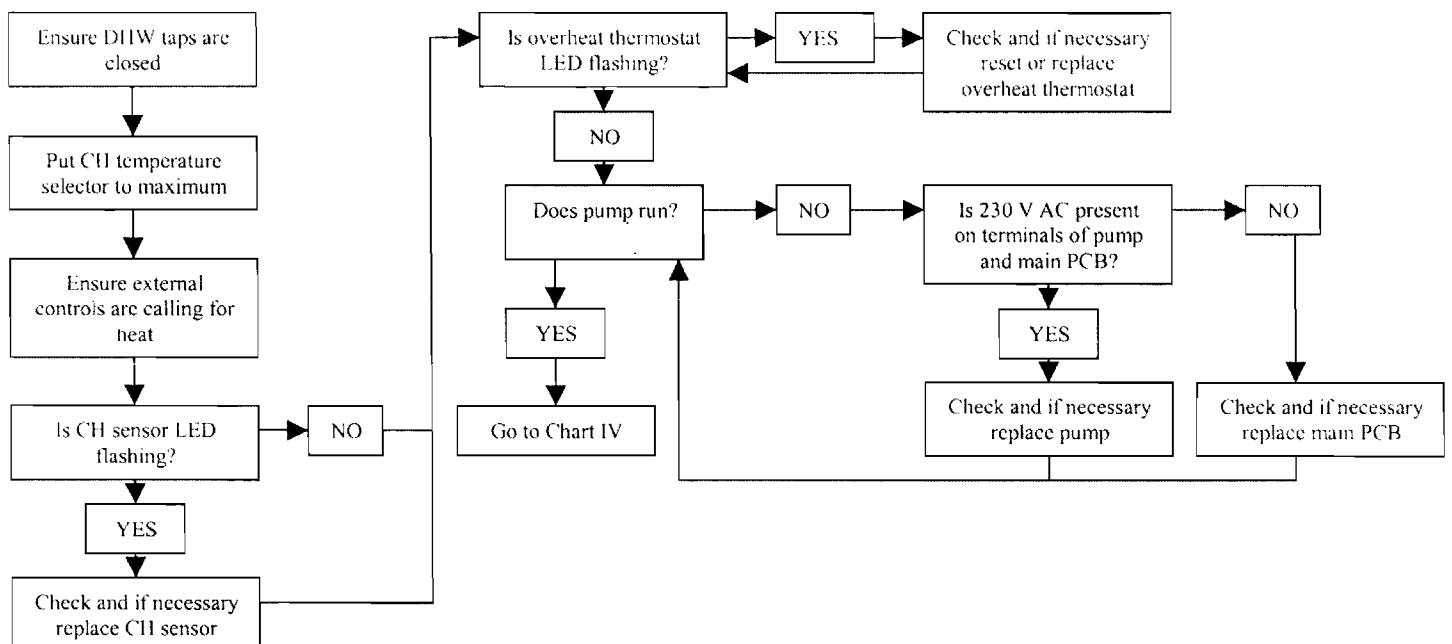 Ensure DHW taps are
closed
Put CH temperature
selector to maximum
Ensure external
controls are calling for
heat
Is CH sensor LED
flashing?
NO
YES
Check and if necessary
replace CH sensor
Is overheat thermostat
LED flashing?
YES
Check and if necessary
reset or replace
overheat thermostat
NO
Does pump run?
NO
Is 230 V AC present
on terminals of pump
and main PCB?
NO
YES
YES
Go to Chart IV
Check and if necessary
replace pump
Check and if necessary
replace main PCB